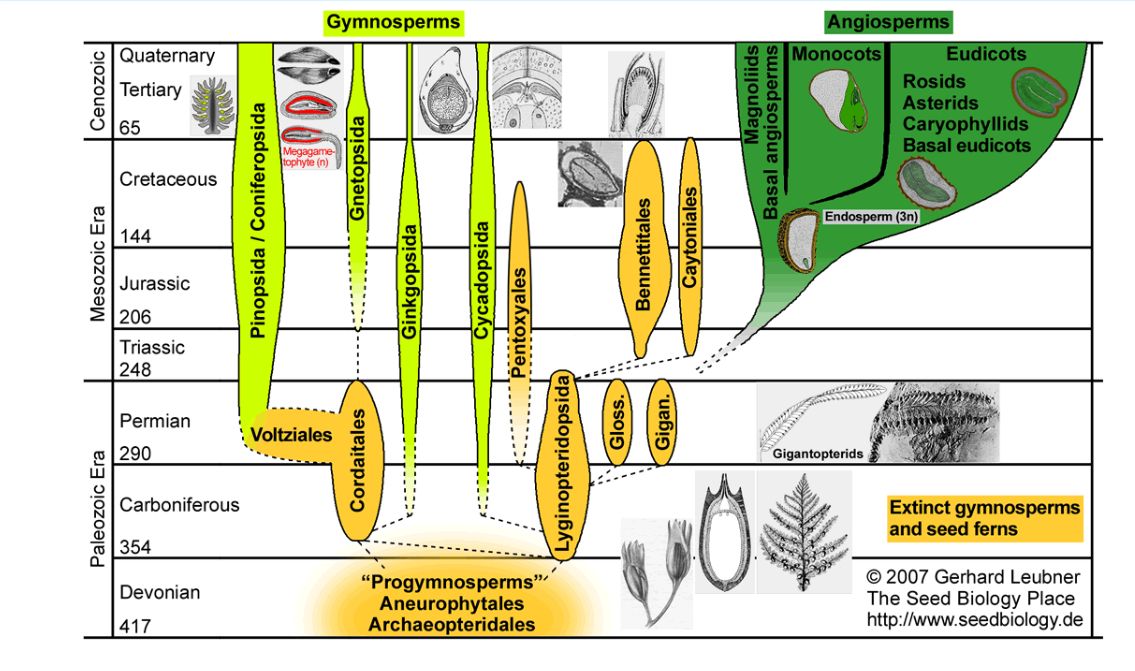 Gymnosperms
Angiosperms
Cenozoic
Quaternary
Tertiary
65
Mesozoic Era
Cretaceous
144
Jurassic
206
Triassic
248
Paleozoic Era
Permian
290
Carboniferous
354
Devonian
417
Pinopsida / Coniferopsida
Megagame-
tophyte (n)
Gnetopsida
Ginkgopsida
Cycadopsida
Pentoxyales
Bennettitales
Caytoniales
Magnoliids
Basal angiosperms
Monocots
Eudicots
Rosids
Asterids
Caryophyllids
Basal eudicots
Endosperm (3n)
Voltziales
Cordaitales
Lyginopteridopsida
Gloss.
Gigan.
Gigantopterids
Extinct gymnosperms
and seed ferns
“Progymnosperms”
Aneurophytales
Archaeopteridales
© 2007 Gerhard Leubner
The Seed Biology Place
http://www.seedbiology.de